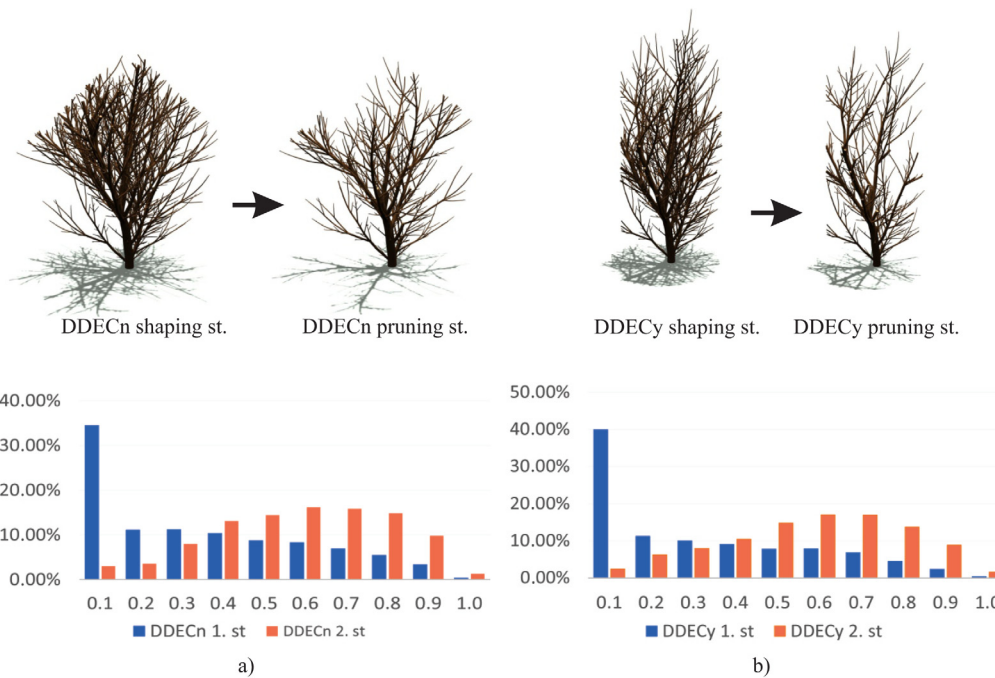 DDECn shaping st. DDECn pruning st. DDECy shaping st. DDECy pruning st.
40.00%
30.00%
20.00%
10.00%
0.00%
0.1 0.2 0.3 0.4 0.5 0.6 0.7 0.8 0.9 1.0
DDECn 1. st DDECn 2. st
a)
50.00%
40.00%
30.00%
20.00%
10.00%
0.00%
0.1 0.2 0.3 0.4 0.5 0.6 0.7 0.8 0.9 1.0
DDECy 1. st DDECy 2. st
b)